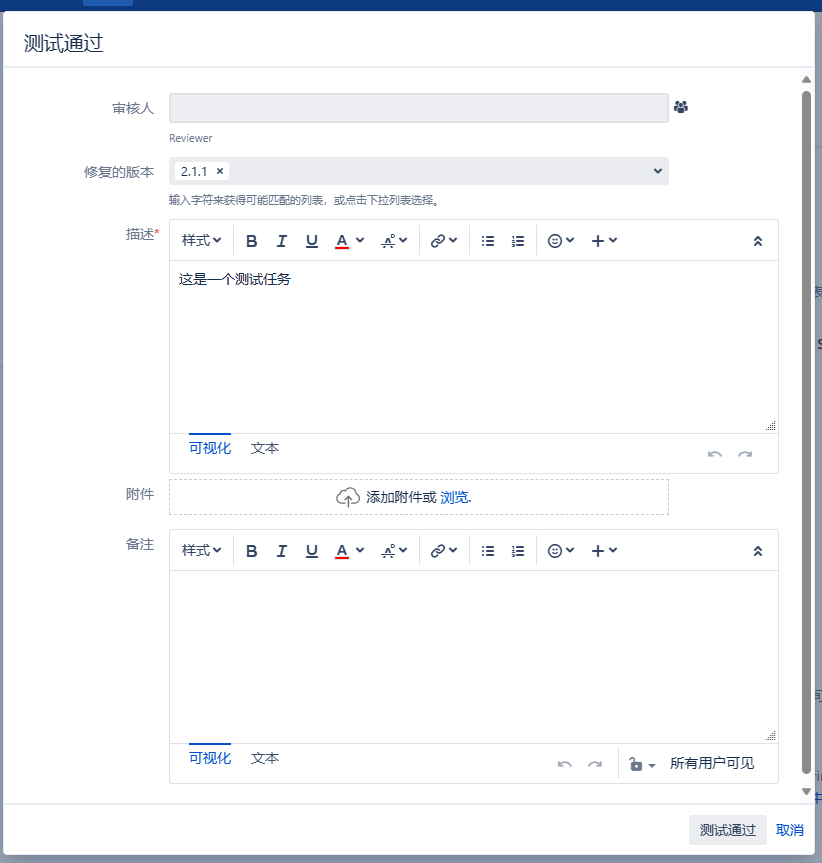 测试通过
审核人
Reviewer
修复的版本 2.1.1 ×
输入字符来获得可能匹配的列表，或点击下拉列表选择。
描述* 样式 B I U A
这是一个测试任务
可视化 文本
附件 添加附件或 浏览.
备注 样式 B I U A
可视化 文本 所有用户可见
测试通过 取消